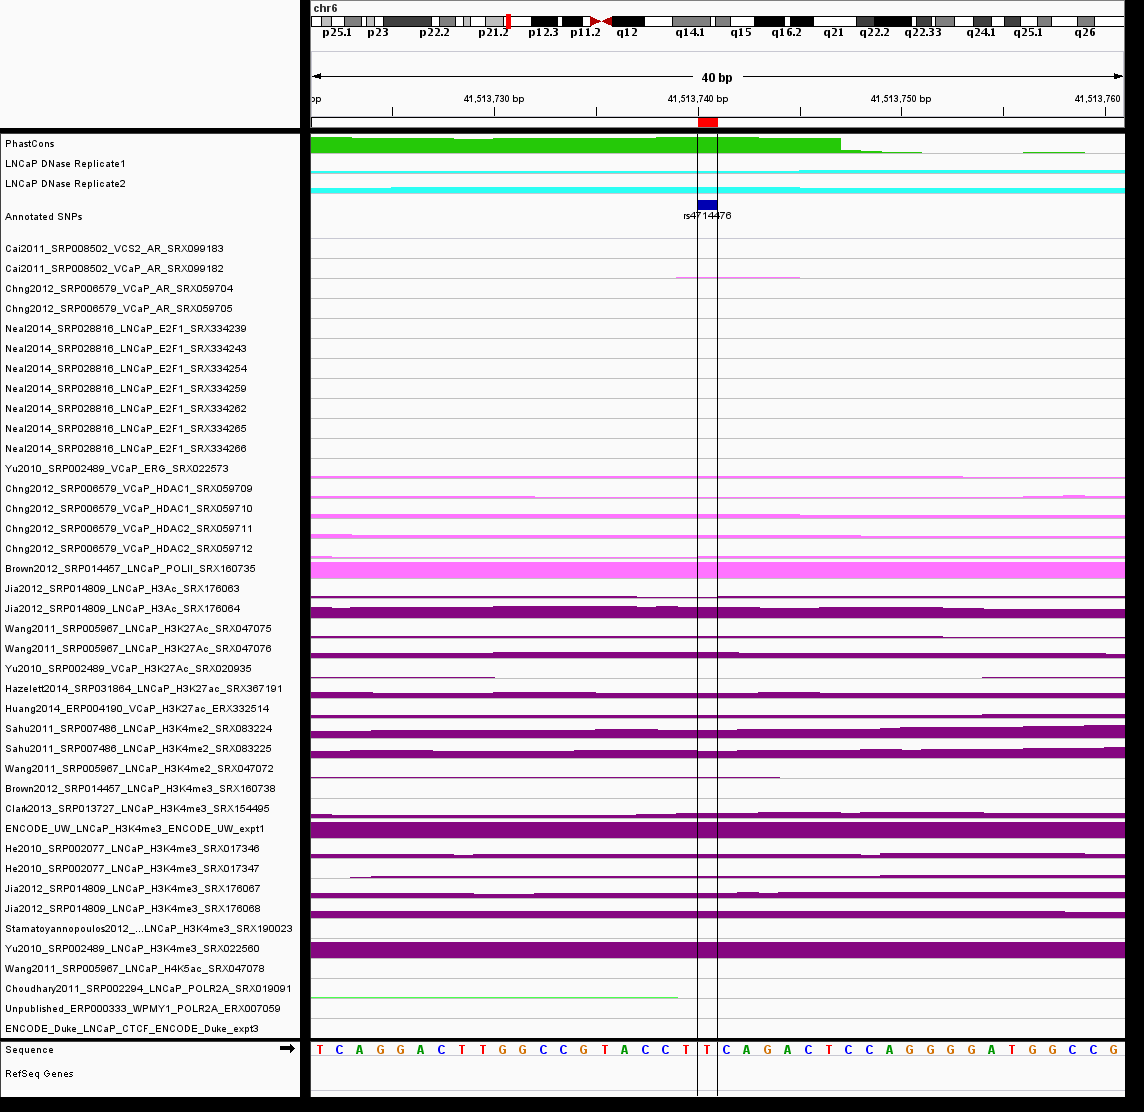 chr6
p25.1 p23 p22.2 p21.2 p12.3 p11.2 q12 q14.1 q15 q16.2 q21 q22.2 q22.33 q24.1 q25.1 q26
40 bp
bp 41,513,730 bp 41,513,740 bp 41,513,750 bp 41,513,760
PhastCons
LNCaP DNase Replicate1
LNCaP DNase Replicate2
Annotated SNPs
rs4714476
Cai2011_SRP008502_VCS2_AR_SRX099183
Cai2011_SRP008502_VCaP_AR_SRX099182
Chng2012_SRP006579_VCaP_AR_SRX059704
Chng2012_SRP006579_VCaP_AR_SRX059705
Neal2014_SRP028816_LNCaP_E2F1_SRX334239
Neal2014_SRP028816_LNCaP_E2F1_SRX334243
Neal2014_SRP028816_LNCaP_E2F1_SRX334254
Neal2014_SRP028816_LNCaP_E2F1_SRX334259
Neal2014_SRP028816_LNCaP_E2F1_SRX334262
Neal2014_SRP028816_LNCaP_E2F1_SRX334265
Neal2014_SRP028816_LNCaP_E2F1_SRX334266
Yu2010_SRP002489_VCaP_ERG_SRX022573
Chng2012_SRP006579_VCaP_HDAC1_SRX059709
Chng2012_SRP006579_VCaP_HDAC1_SRX059710
Chng2012_SRP006579_VCaP_HDAC2_SRX059711
Chng2012_SRP006579_VCaP_HDAC2_SRX059712
Brown2012_SRP014457_LNCaP_POLII_SRX160735
Jia2012_SRP014809_LNCaP_H3Ac_SRX176063
Jia2012_SRP014809_LNCaP_H3Ac_SRX176064
Wang2011_SRP005967_LNCaP_H3K27Ac_SRX047075
Wang2011_SRP005967_LNCaP_H3K27Ac_SRX047076
Yu2010_SRP002489_VCaP_H3K27Ac_SRX020935
Hazelett2014_SRP031864_LNCaP_H3K27ac_SRX367191
Huang2014_ERP004190_VCaP_H3K27ac_ERX332514
Sahu2011_SRP007486_LNCaP_H3K4me2_SRX083224
Sahu2011_SRP007486_LNCaP_H3K4me2_SRX083225
Wang2011_SRP005967_LNCaP_H3K4me2_SRX047072
Brown2012_SRP014457_LNCaP_H3K4me3_SRX160738
Clark2013_SRP013727_LNCaP_H3K4me3_SRX154495
ENCODE_UW_LNCaP_H3K4me3_ENCODE_UW_expt1
He2010_SRP002077_LNCaP_H3K4me3_SRX017346
He2010_SRP002077_LNCaP_H3K4me3_SRX017347
Jia2012_SRP014809_LNCaP_H3K4me3_SRX176067
Jia2012_SRP014809_LNCaP_H3K4me3_SRX176068
Stamatoyannopoulos2012_...LNCaP_H3K4me3_SRX190023
Yu2010_SRP002489_LNCaP_H3K4me3_SRX022560
Wang2011_SRP005967_LNCaP_H4K5ac_SRX047078
Choudhary2011_SRP002294_LNCaP_POLR2A_SRX019091
Unpublished_ERP000333_WPMY1_POLR2A_ERX007059
ENCODE_Duke_LNCaP_CTCF_ENCODE_Duke_expt3
Sequence T C A G G A C T T G G C C G T A C C T T C A G A C T C C A G G G G A T G G C C G
RefSeq Genes